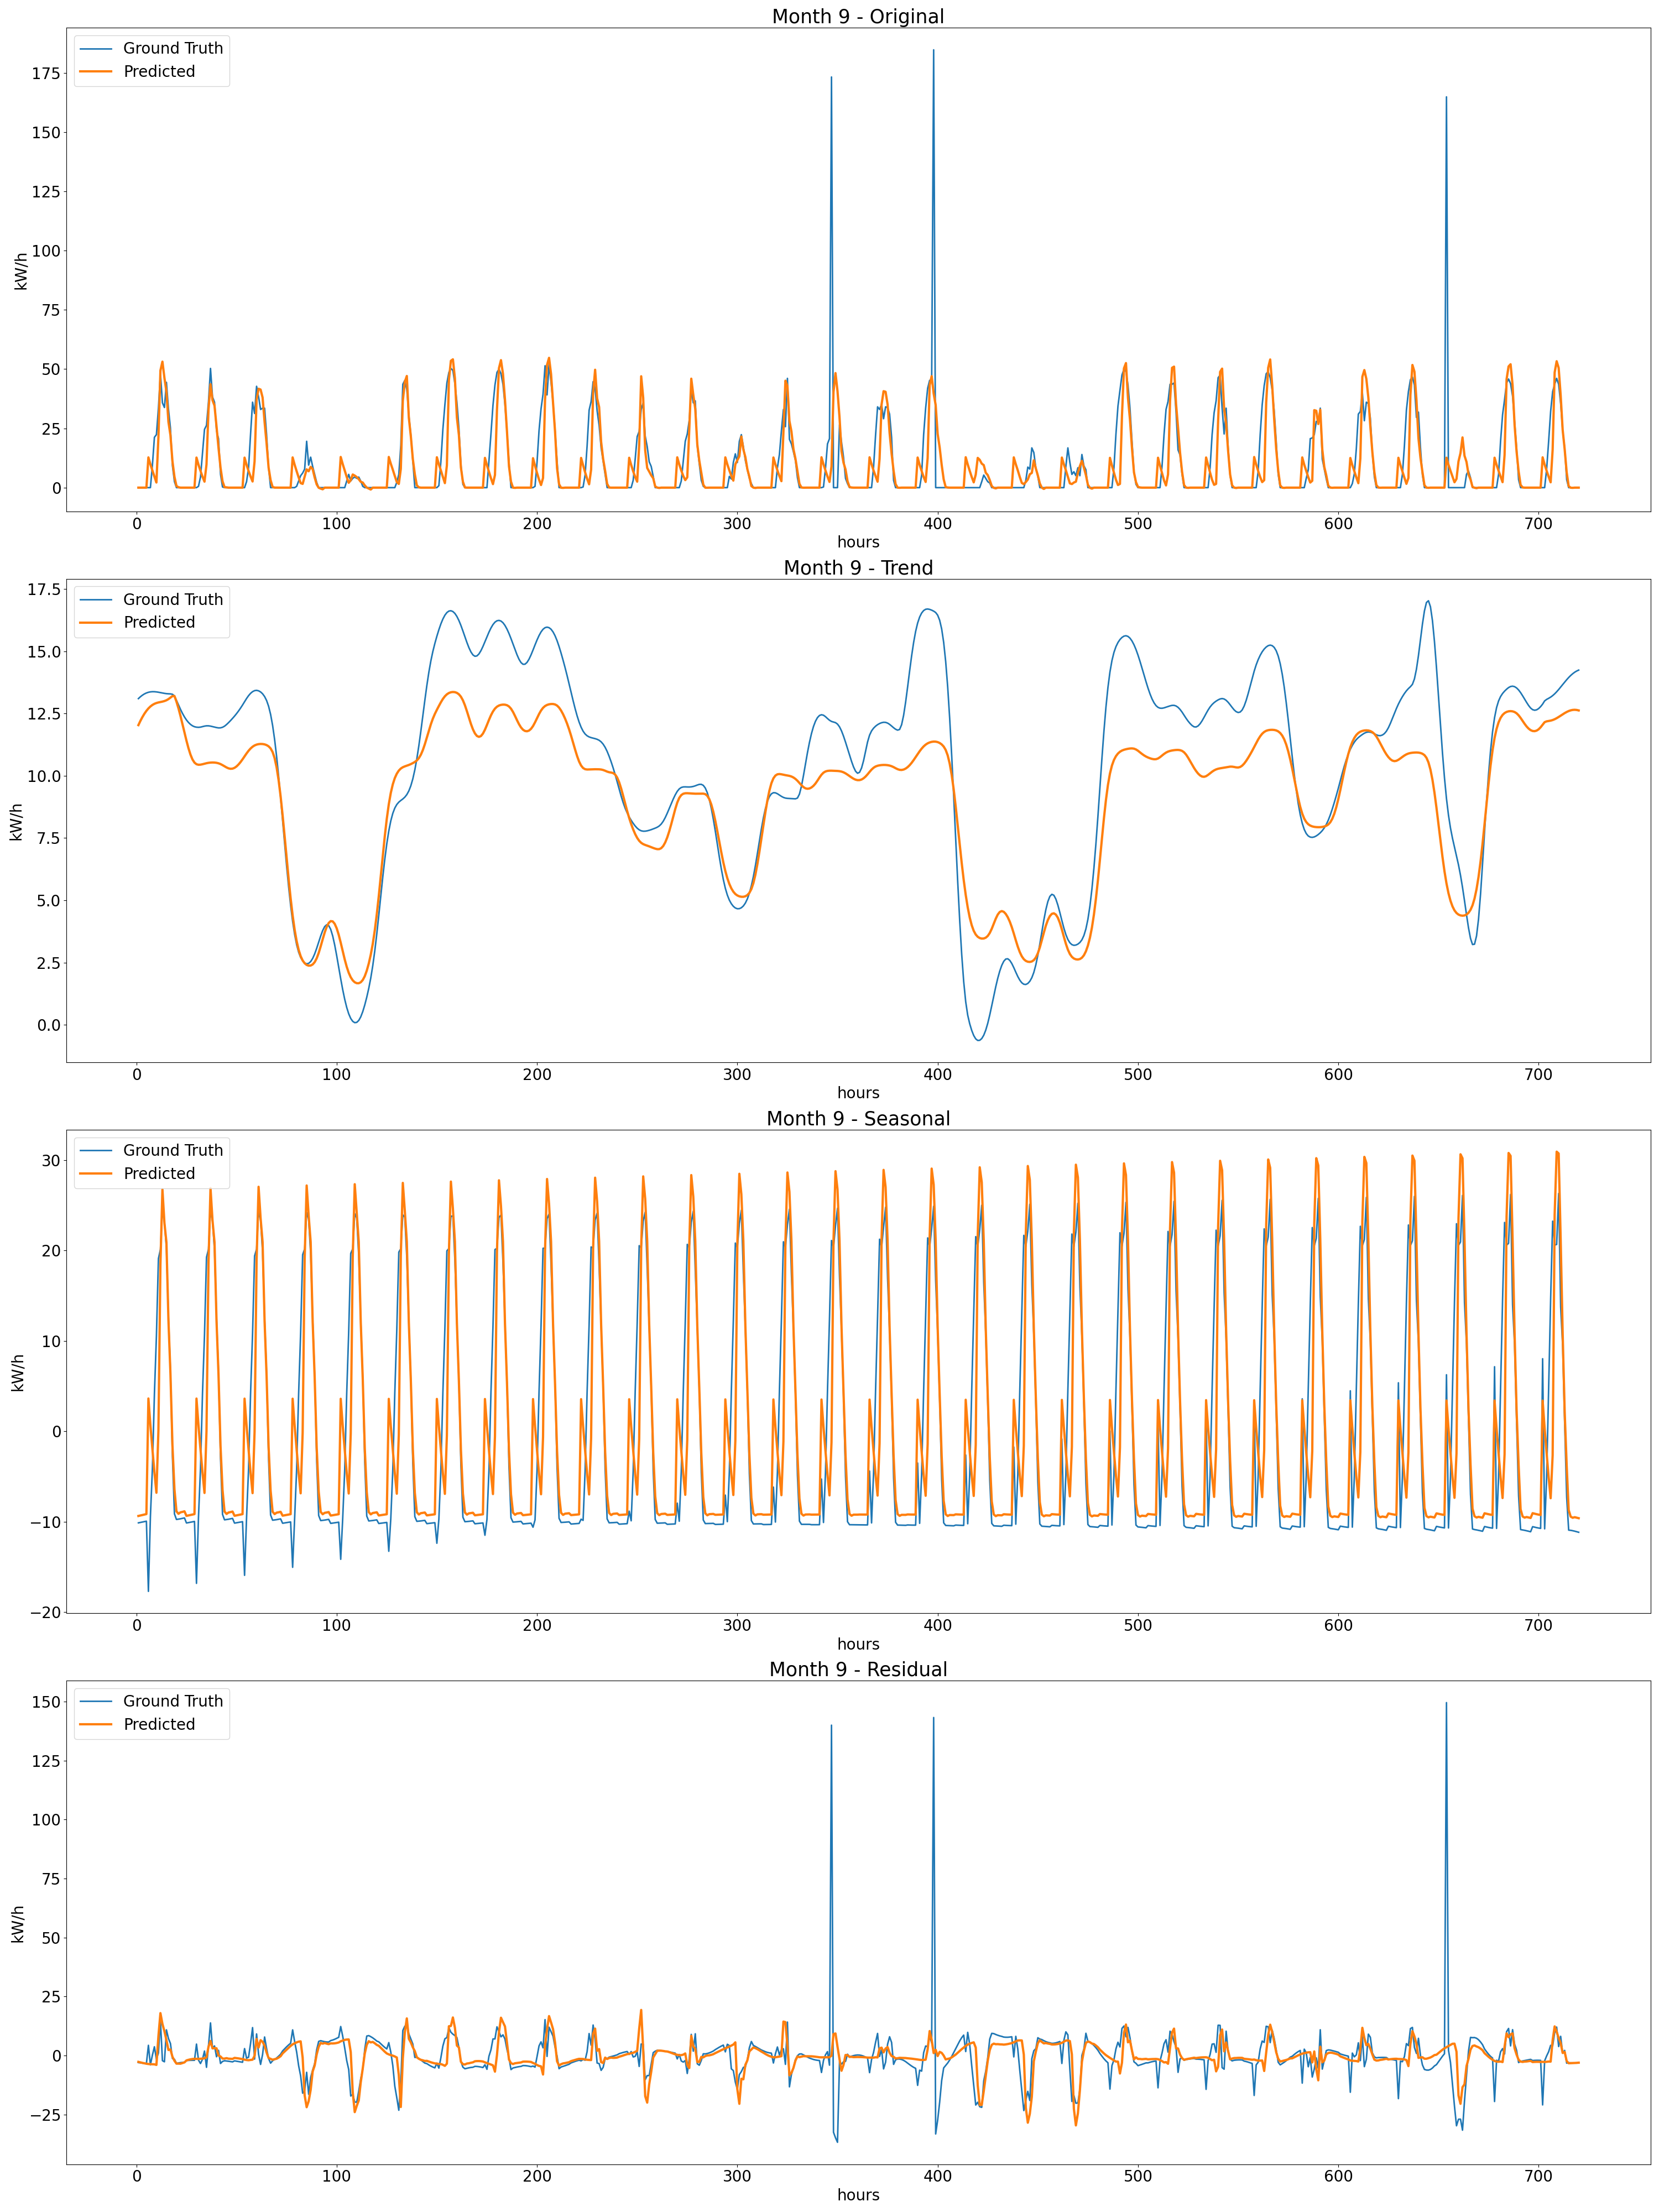 Month 9 - Original
Ground Truth
Predicted
175
150
125
100
75
50
25
0
kW/h
0 100 200 300 400 500 600 700
hours
Month 9 - Trend
Ground Truth
Predicted
17.5
15.0
12.5
10.0
7.5
5.0
2.5
0.0
kW/h
0 100 200 300 400 500 600 700
hours
Month 9 - Seasonal
Ground Truth
Predicted
30
20
10
0
−10
−20
kW/h
0 100 200 300 400 500 600 700
hours
Month 9 - Residual
Ground Truth
Predicted
150
125
100
75
50
25
0
−25
kW/h
0 100 200 300 400 500 600 700
hours